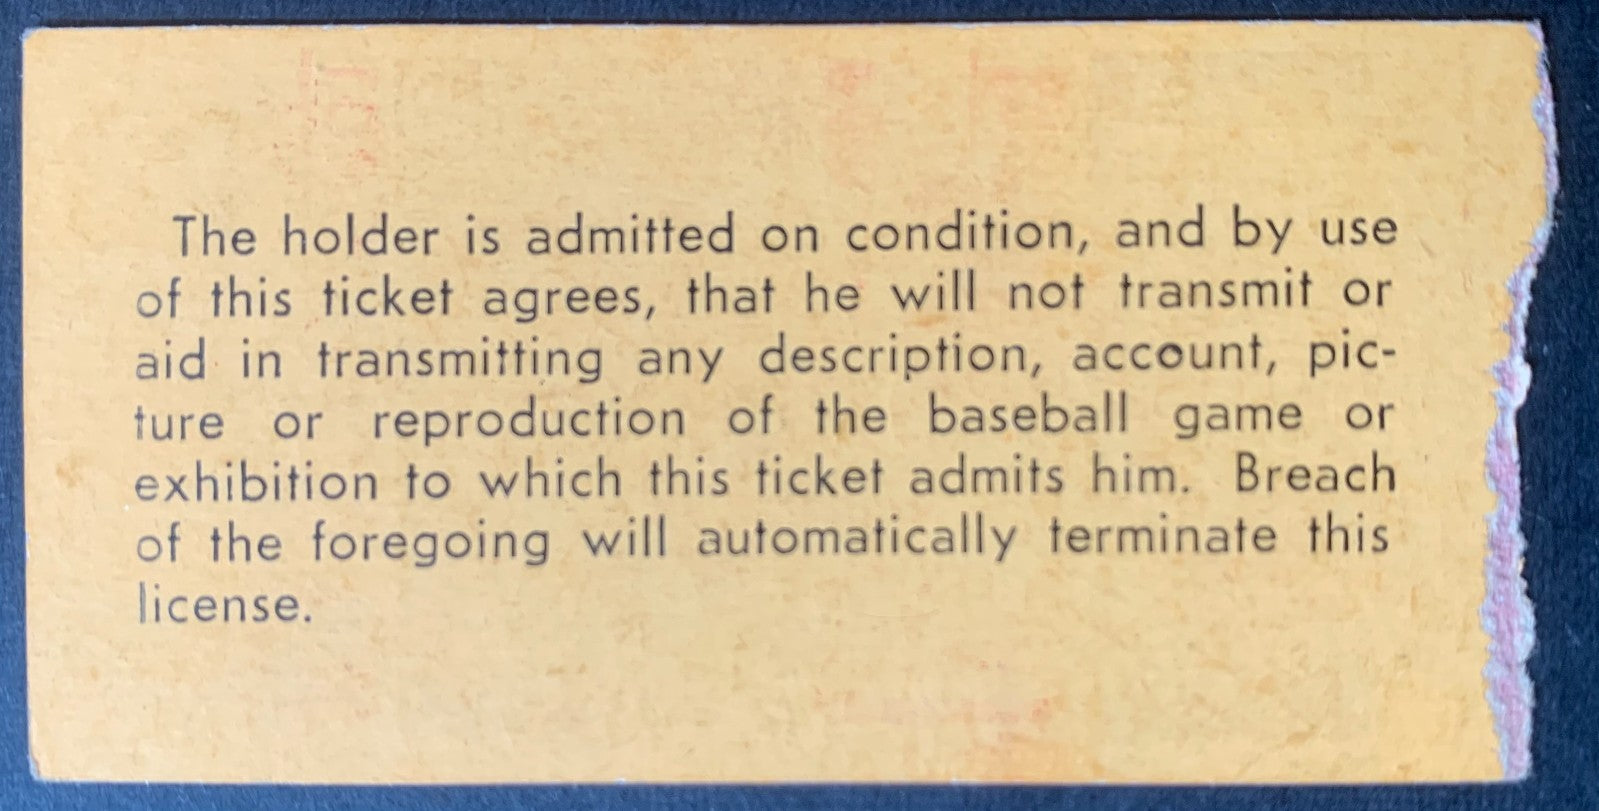 The holder is admitted on condition, and by use
of this ticket agrees, that he will not transmit or
aid in transmitting any description, account, pic-
ture or reproduction of the baseball game or
exhibition to which this ticket admits him. Breach
of the foregoing will automatically terminate this
license.